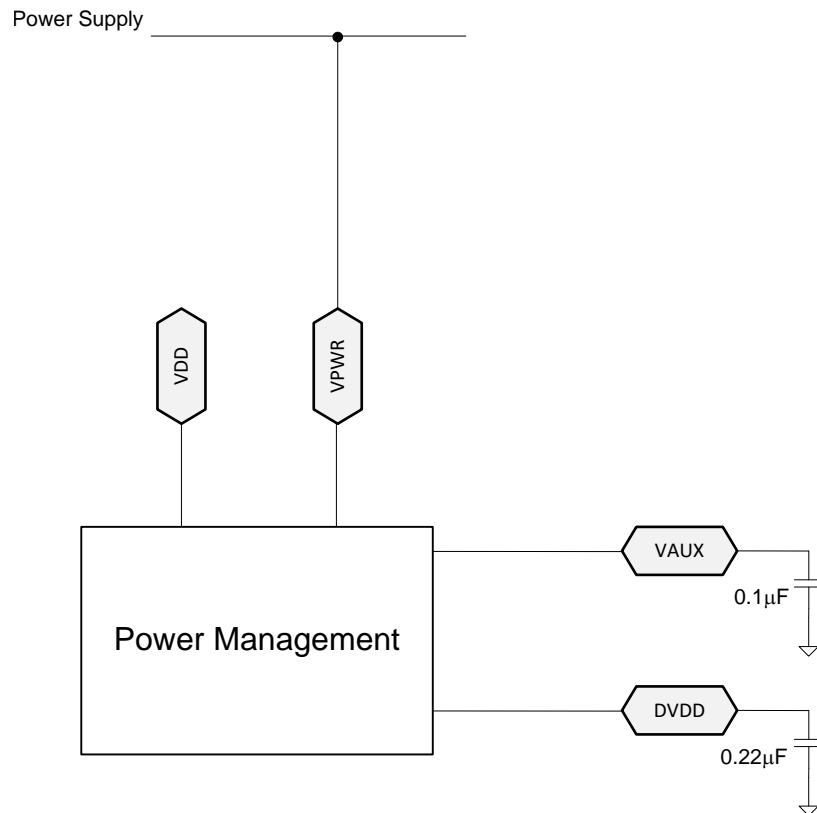 Power Supply
VDD
VPWR
VAUX
0.1μF
Power Management
DVDD
0.22μF